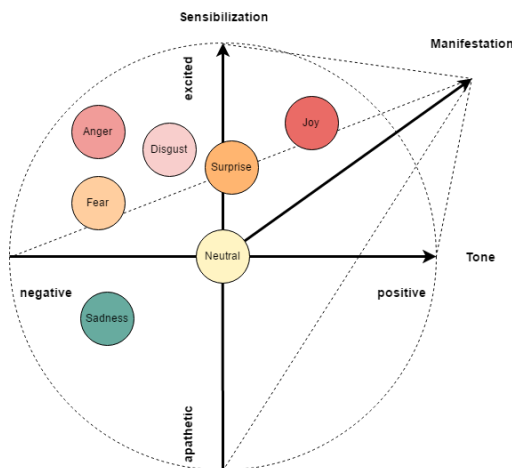 Sensibilization
Manifestation
excited
Anger
Joy
Disgust
Surprise
Fear
Neutral
Tone
negative
positive
Sadness
apathetic